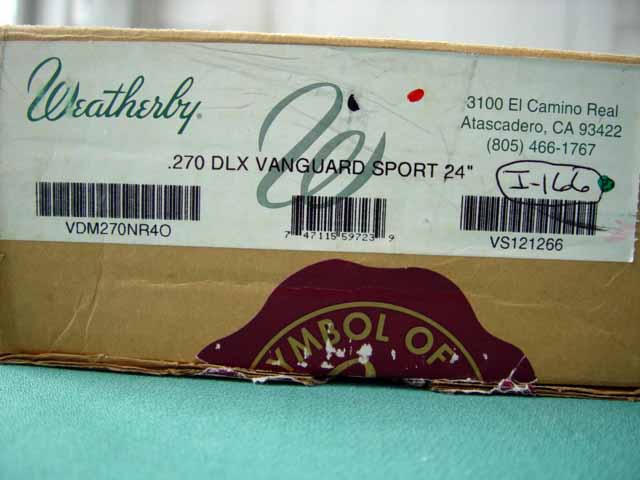 Weatherby®
W
3100 El Camino Real
Atascadero, CA 93422
(805) 466-1767
.270 DLX VANGUARD SPORT 24"
I-166
VDM270NR4O
7 47115 59723 9
VS121266
YMBOL OF